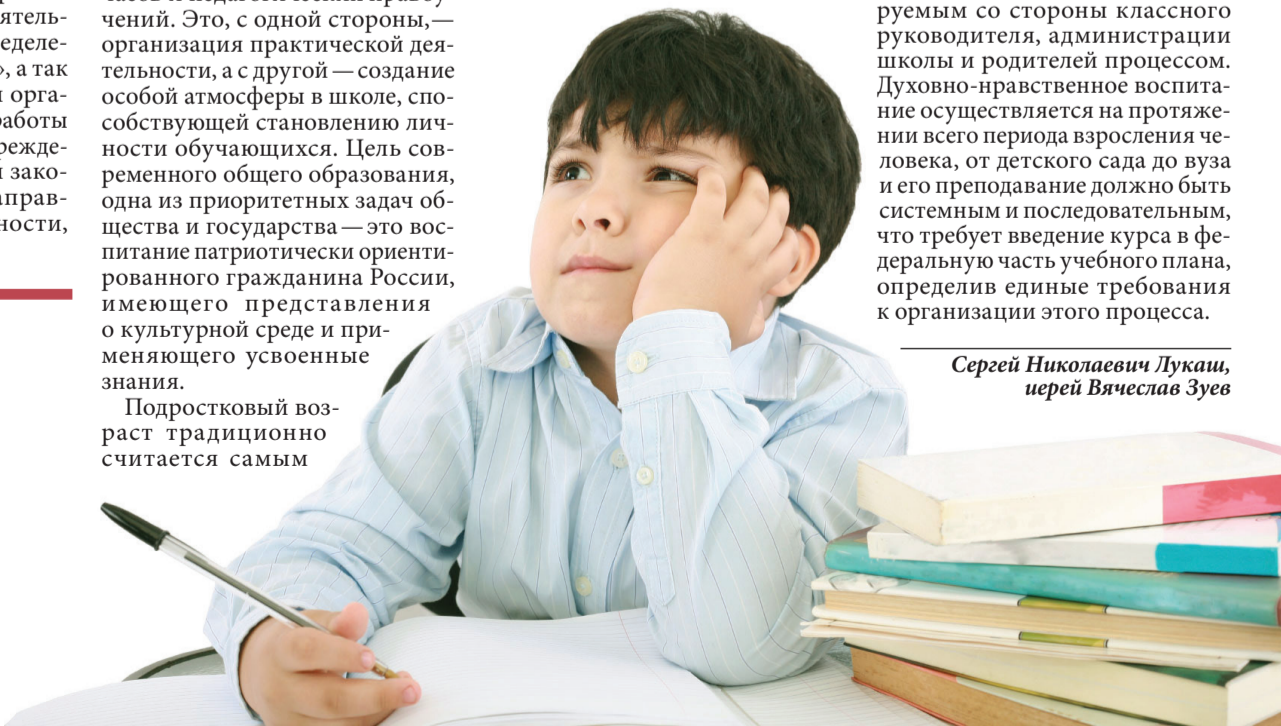 ятель-
еделе-
», а так
орга-
работы
режде-
зако-
аправ-
ности,
чений. Это, с одной стороны,—
организация практической дея-
тельности, а с другой — создание
особой атмосферы в школе, спо-
собствующей становлению лич-
ности обучающихся. Цель сов-
ременного общего образования,
одна из приоритетных задач об-
щества и государства — это вос-
питание патриотически ориенти-
рованного гражданина России,
имеющего представления
о культурной среде и при-
меняющего усвоенные
знания.
Подростковый воз-
раст традиционно
считается самым
руемым со стороны классного
руководителя, администрации
школы и родителей процессом.
Духовно-нравственное воспита-
ние осуществляется на протяже-
нии всего периода взросления че-
ловека, от детского сада до вуза
и его преподавание должно быть
системным и последовательным,
что требует введение курса в фе-
деральную часть учебного плана,
определив единые требования
к организации этого процесса.
Сергей Николаевич Лукаш,
иерей Вячеслав Зуев